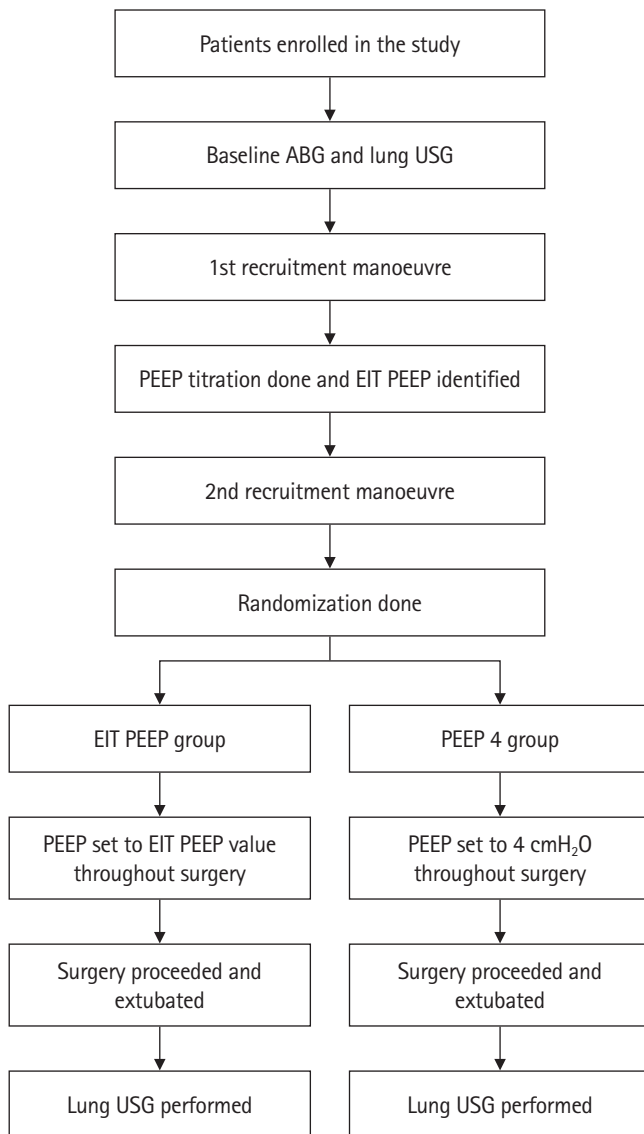 Patients enrolled in the study
Baseline ABG and lung USG
1st recruitment manoeuvre
PEEP titration done and EIT PEEP identified
2nd recruitment manoeuvre
Randomization done
EIT PEEP group
PEEP 4 group
PEEP set to EIT PEEP value
throughout surgery
PEEP set to 4 cmH₂O
throughout surgery
Surgery proceeded and
extubated
Surgery proceeded and
extubated
Lung USG performed
Lung USG performed